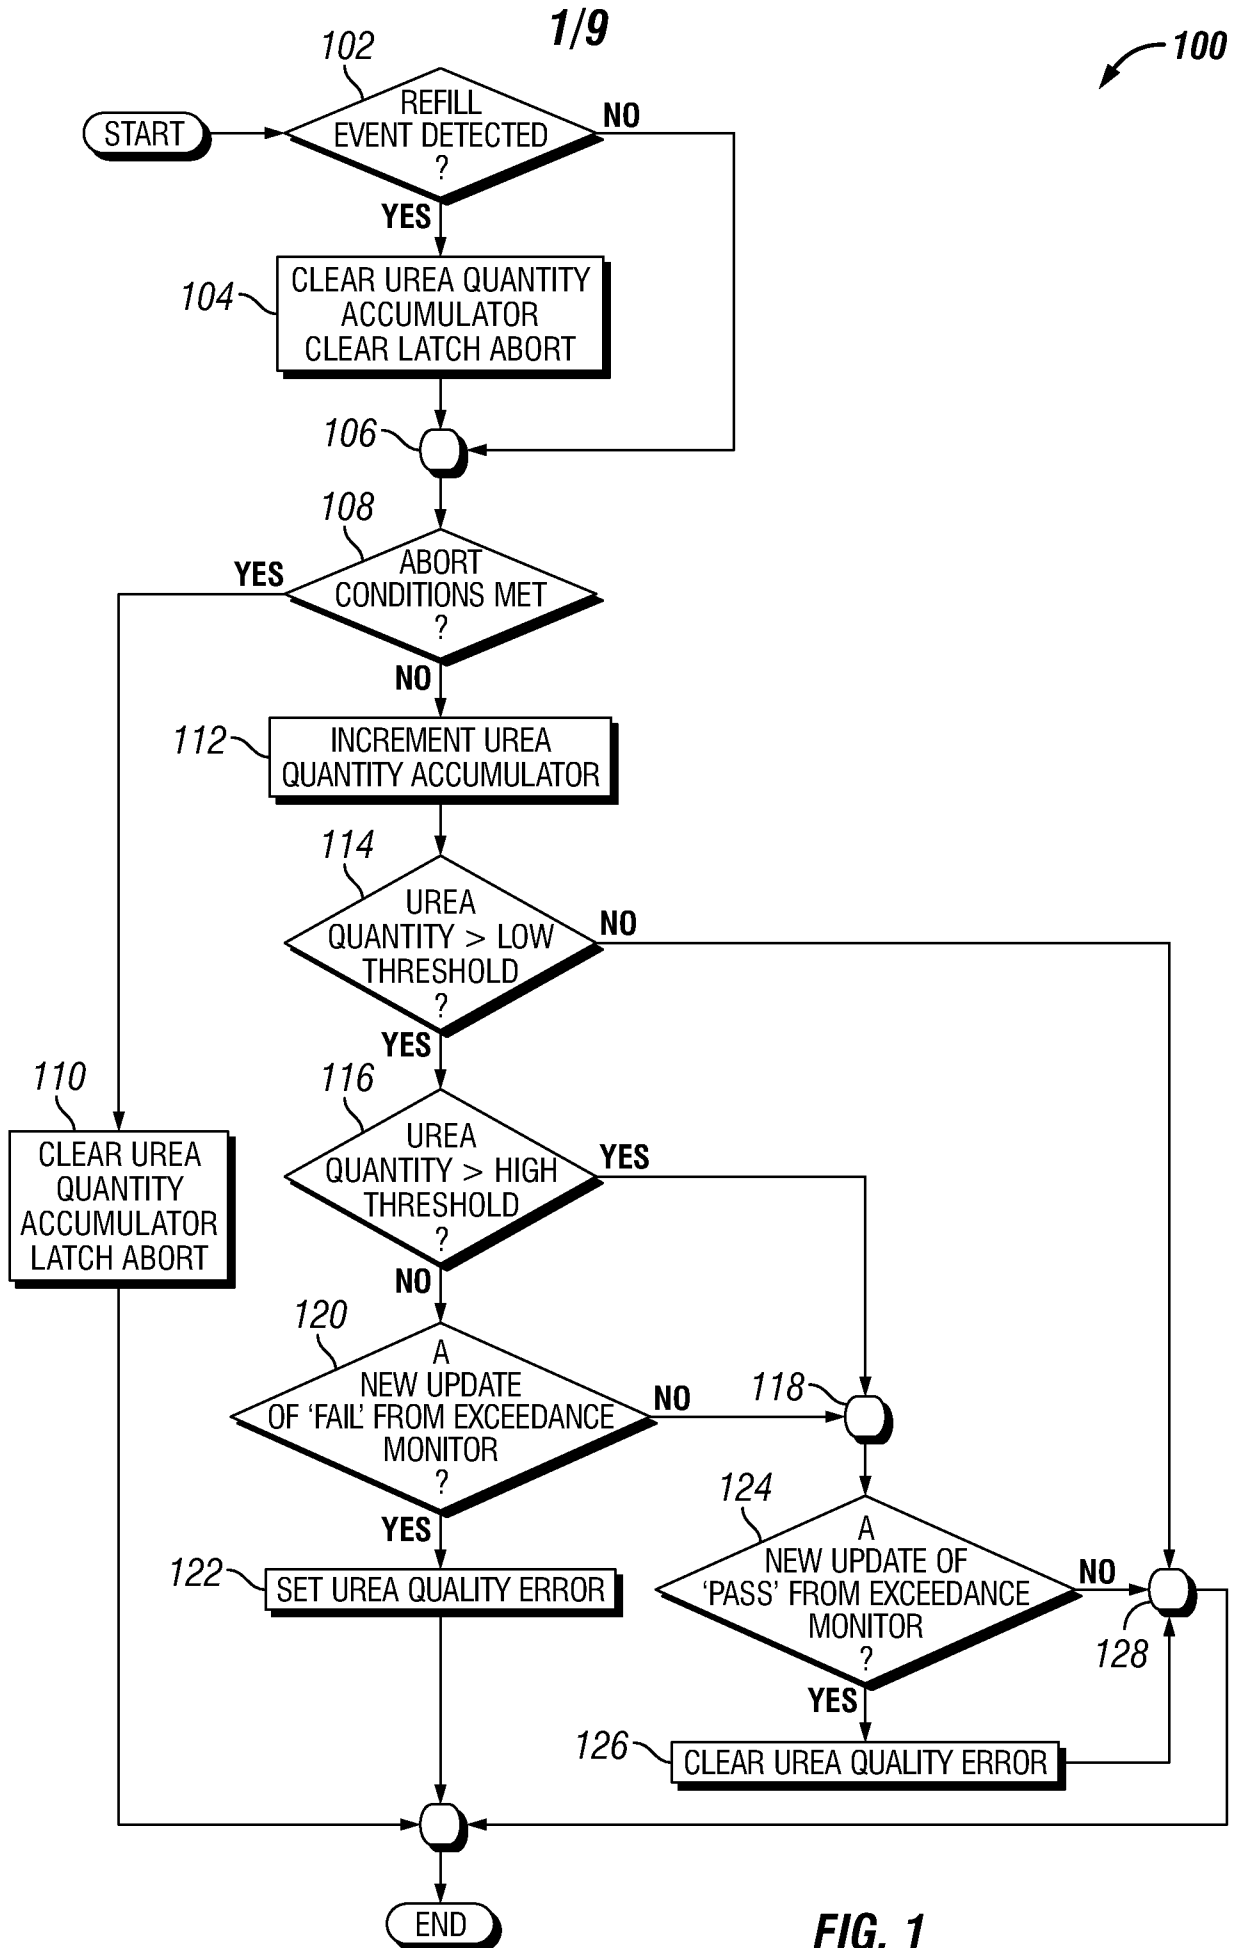 1/9
100
102
START
REFILL
EVENT DETECTED
?
NO
YES
104
CLEAR UREA QUANTITY
ACCUMULATOR
CLEAR LATCH ABORT
106
108
ABORT
CONDITIONS MET
?
YES
NO
112
INCREMENT UREA
QUANTITY ACCUMULATOR
114
UREA
QUANTITY > LOW
THRESHOLD
?
NO
YES
110
CLEAR UREA
QUANTITY
ACCUMULATOR
LATCH ABORT
116
UREA
QUANTITY > HIGH
THRESHOLD
?
YES
NO
120
A
NEW UPDATE
OF ‘FAIL’ FROM EXCEEDANCE
MONITOR
?
NO
YES
118
122
SET UREA QUALITY ERROR
124
A
NEW UPDATE OF
‘PASS’ FROM EXCEEDANCE
MONITOR
?
NO
YES
128
126
CLEAR UREA QUALITY ERROR
END
FIG. 1